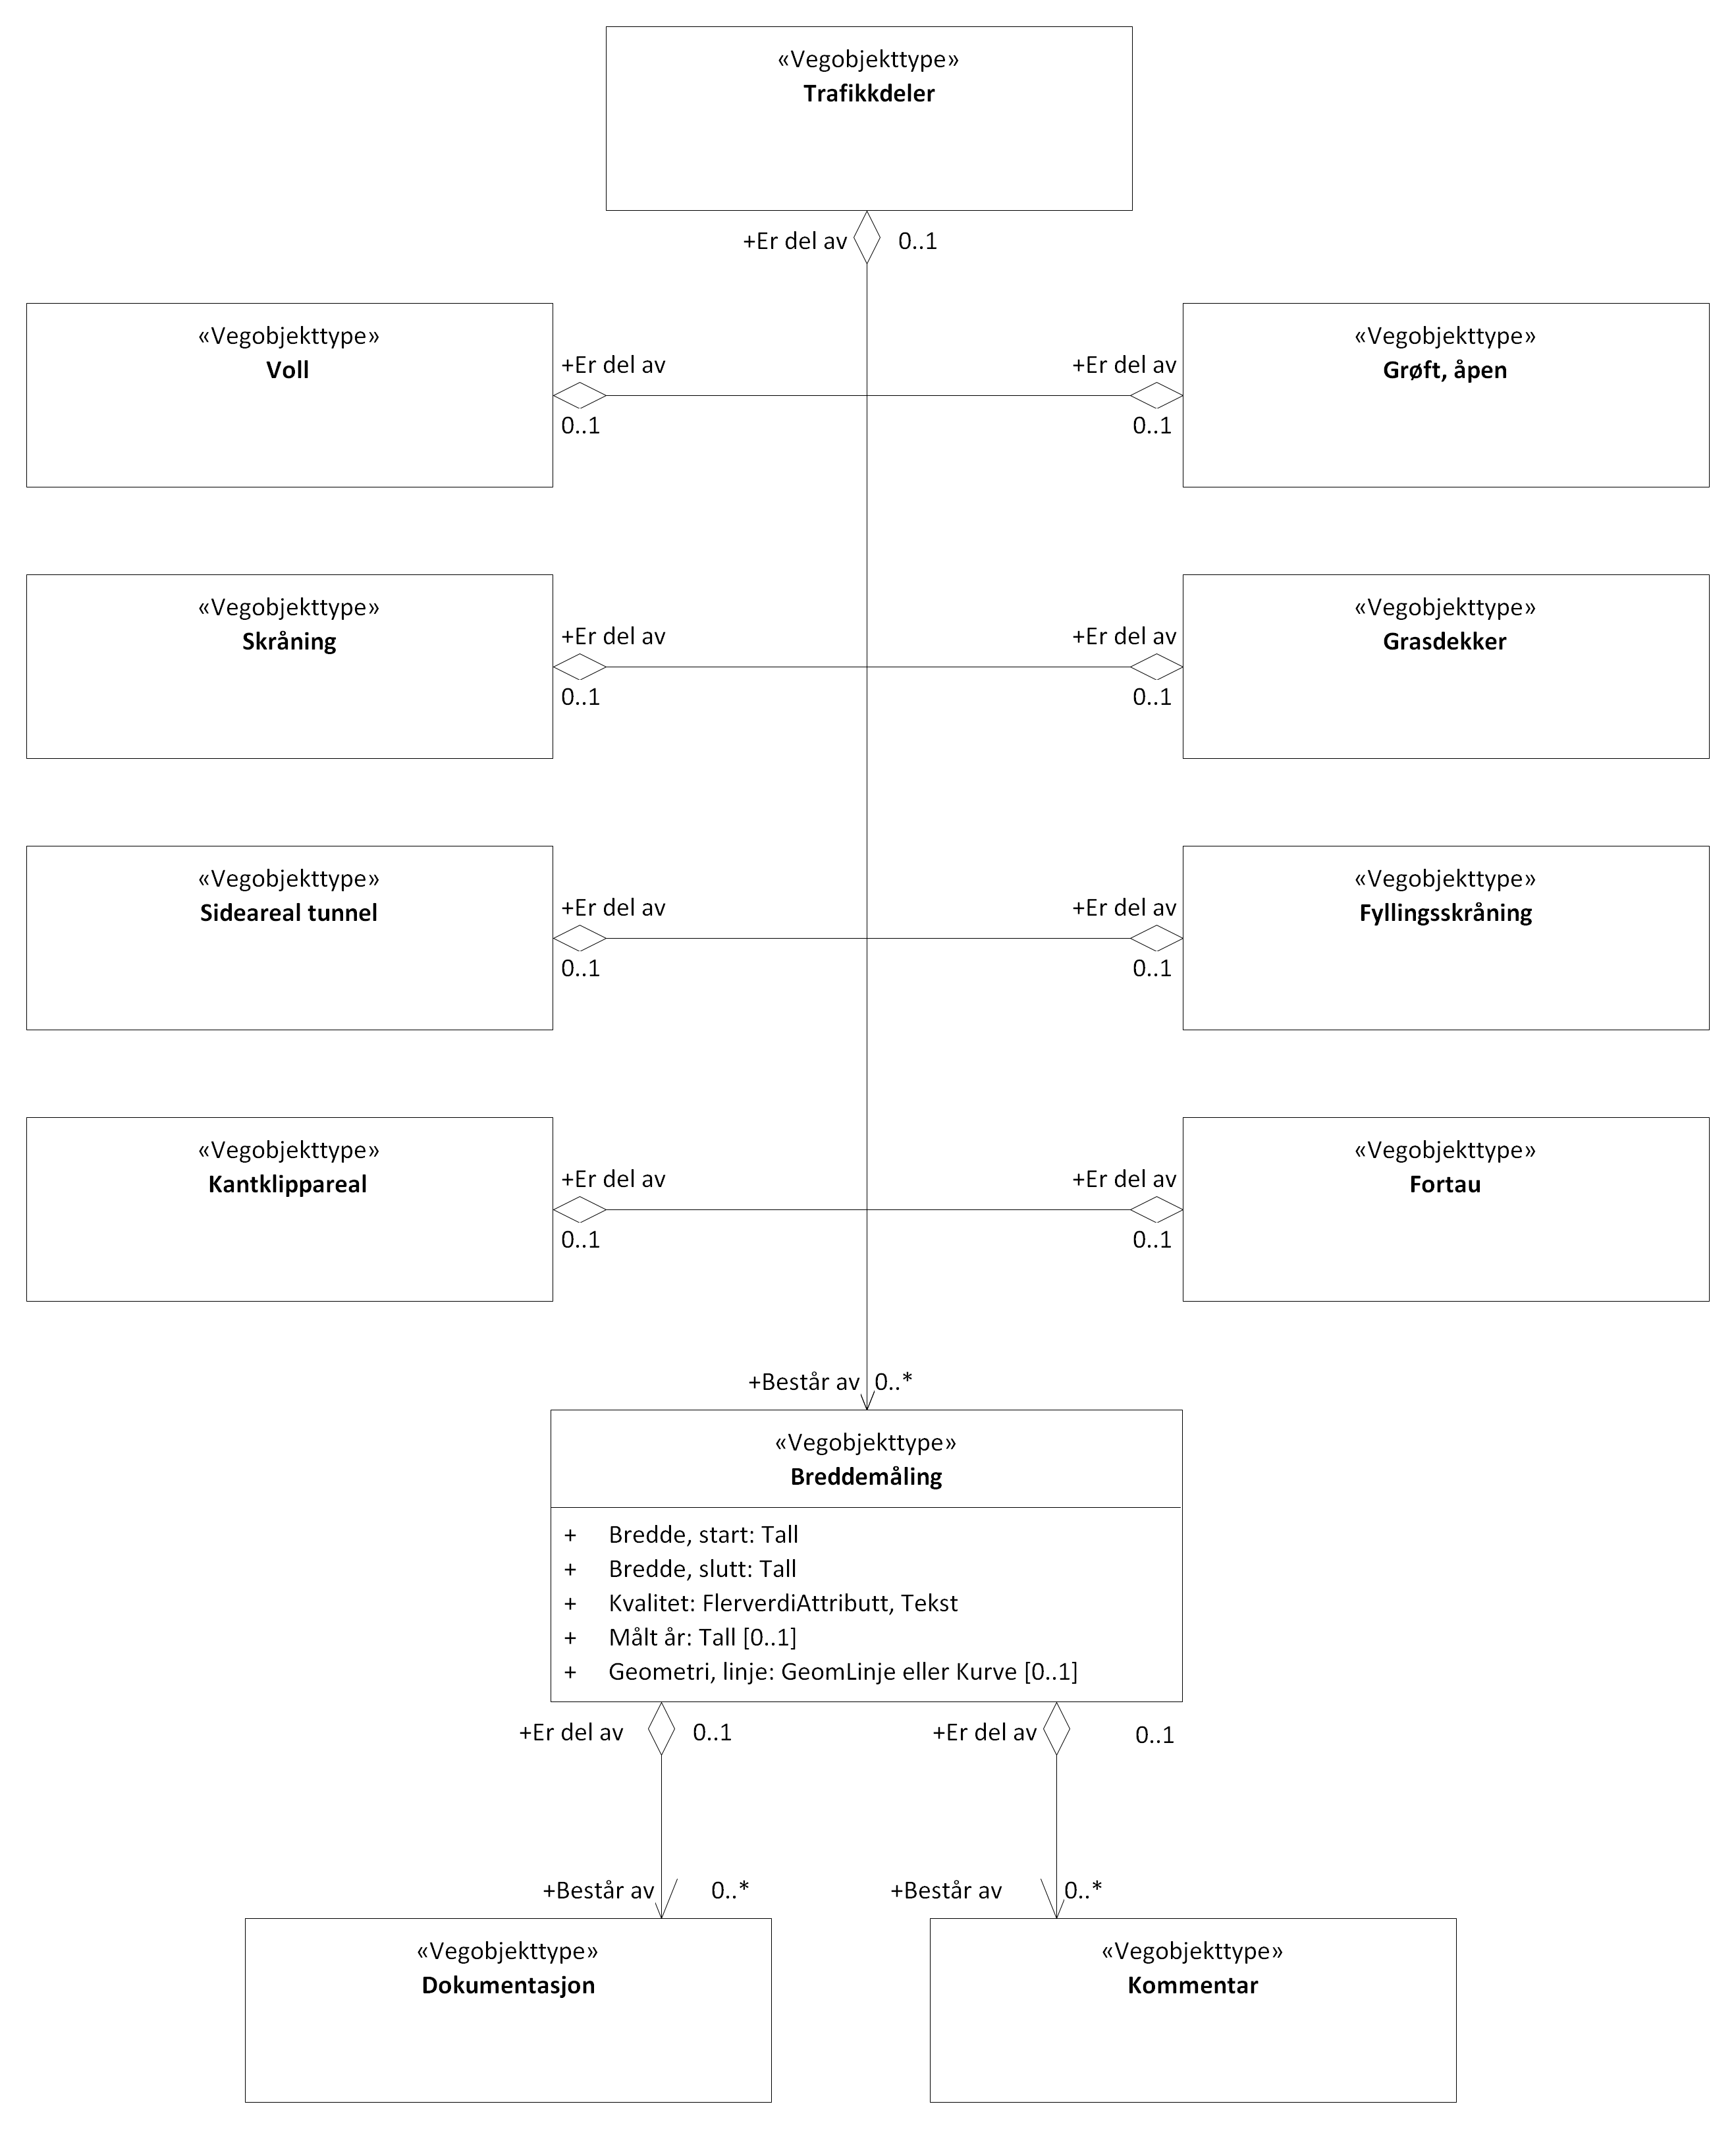 «Vegobjekttype»
Trafikkdeler
+Er del av 0..1
«Vegobjekttype»
Voll
+Er del av
0..1
«Vegobjekttype»
Grøft, åpen
+Er del av
0..1
«Vegobjekttype»
Skråning
+Er del av
0..1
«Vegobjekttype»
Grasdekker
+Er del av
0..1
«Vegobjekttype»
Sideareal tunnel
+Er del av
0..1
«Vegobjekttype»
Fyllingsskråning
+Er del av
0..1
«Vegobjekttype»
Kantklippareal
+Er del av
0..1
«Vegobjekttype»
Fortau
+Er del av
0..1
+Består av 0..*
«Vegobjekttype»
Breddemåling
+ Bredde, start: Tall
+ Bredde, slutt: Tall
+ Kvalitet: FlerverdiAttributt, Tekst
+ Målt år: Tall [0..1]
+ Geometri, linje: GeomLinje eller Kurve [0..1]
+Er del av 0..1
+Er del av 0..1
+Består av 0..*
+Består av 0..*
«Vegobjekttype»
Dokumentasjon
«Vegobjekttype»
Kommentar